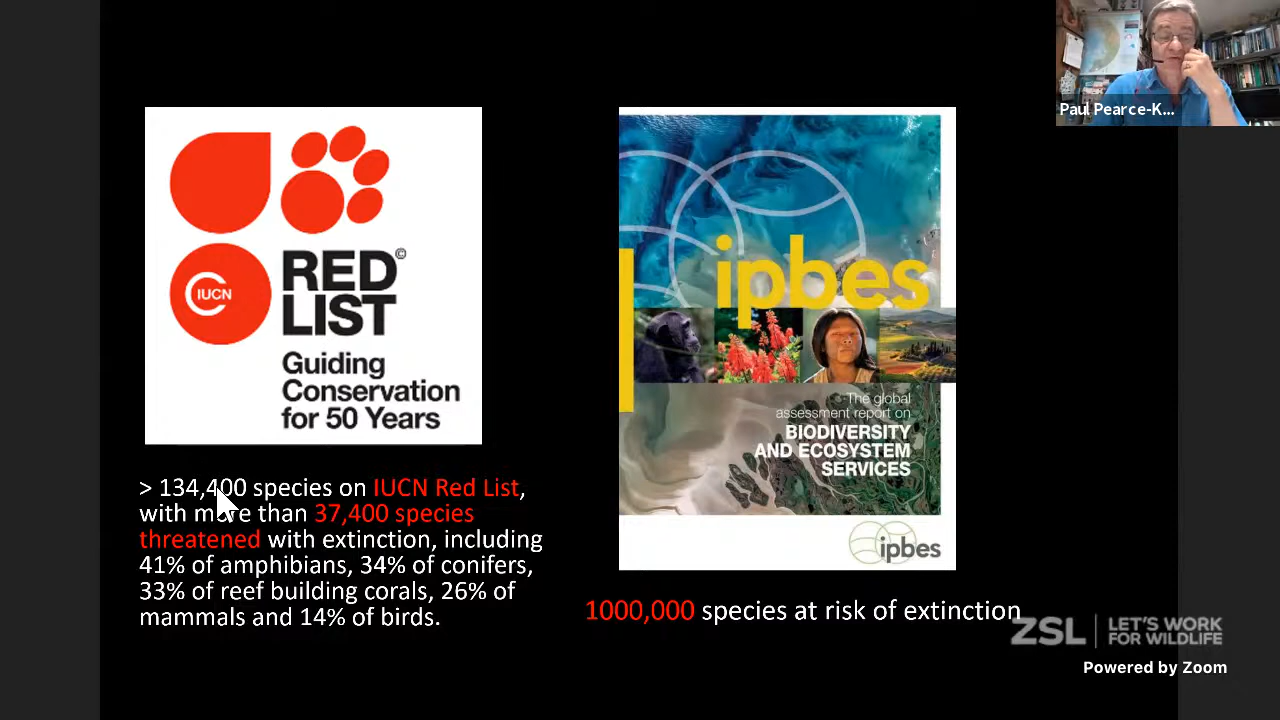 Paul Pearce-K...
IUCN
RED©
LIST
Guiding
Conservation
for 50 Years
ipbes
The global
assessment report on
BIODIVERSITY
AND ECOSYSTEM
SERVICES
ipbes
> 134,400 species on IUCN Red List,
with more than 37,400 species
threatened with extinction, including
41% of amphibians, 34% of conifers,
33% of reef building corals, 26% of
mammals and 14% of birds.
1000,000 species at risk of extinction
ZSL
LET'S WORK
FOR WILDLIFE
Powered by Zoom